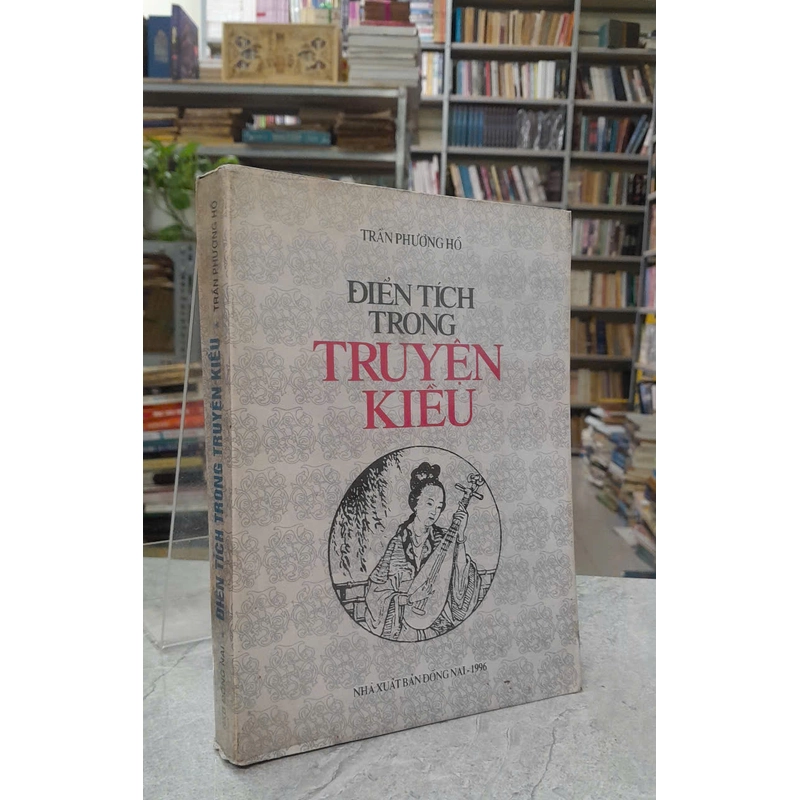 TRẦN PHƯƠNG HỒ
ĐIỂN TÍCH
TRONG
TRUYỆN
KIỀU
NHÀ XUẤT BẢN ĐỒNG NAI - 1996
ĐIỂN TÍCH TRONG TRUYỆN KIỀU
TRẦN PHƯƠNG HỒ